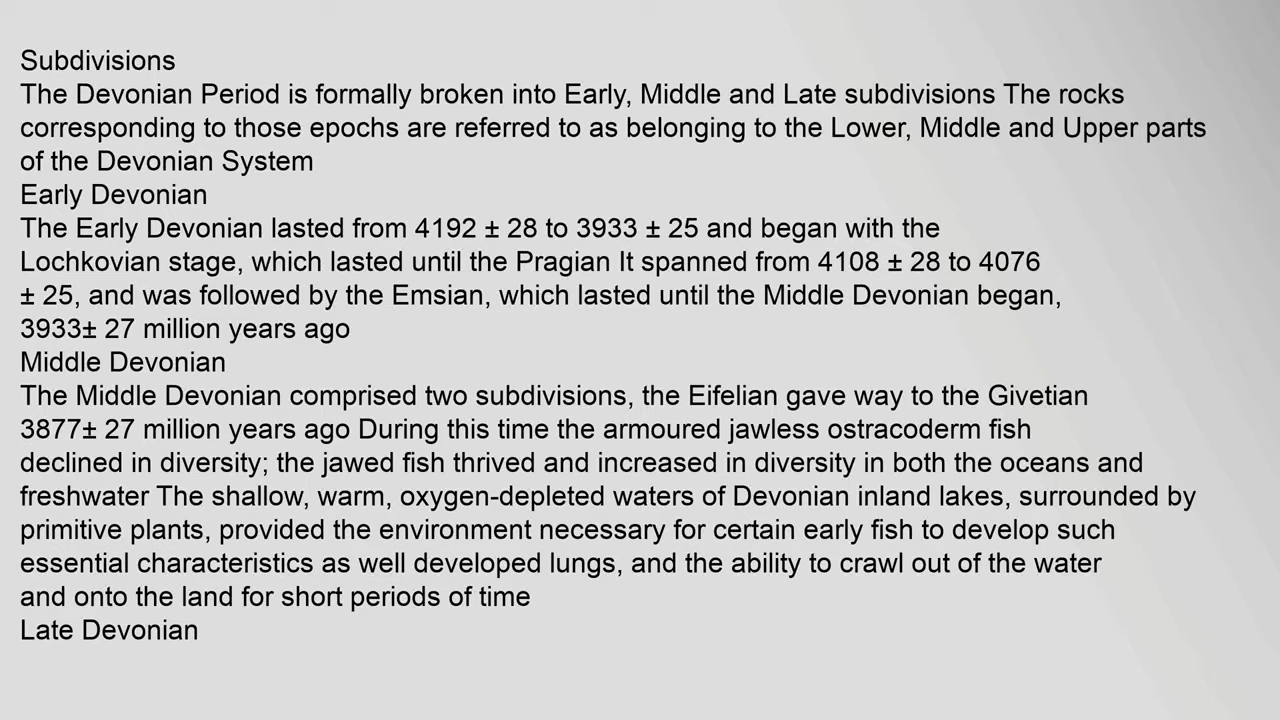 Subdivisions
The Devonian Period is formally broken into Early, Middle and Late subdivisions The rocks
corresponding to those epochs are referred to as belonging to the Lower, Middle and Upper parts
of the Devonian System
Early Devonian
The Early Devonian lasted from 4192 ± 28 to 3933 ± 25 and began with the
Lochkovian stage, which lasted until the Pragian It spanned from 4108 ± 28 to 4076
± 25, and was followed by the Emsian, which lasted until the Middle Devonian began,
3933± 27 million years ago
Middle Devonian
The Middle Devonian comprised two subdivisions, the Eifelian gave way to the Givetian
3877± 27 million years ago During this time the armoured jawless ostracoderm fish
declined in diversity; the jawed fish thrived and increased in diversity in both the oceans and
freshwater The shallow, warm, oxygen-depleted waters of Devonian inland lakes, surrounded by
primitive plants, provided the environment necessary for certain early fish to develop such
essential characteristics as well developed lungs, and the ability to crawl out of the water
and onto the land for short periods of time
Late Devonian